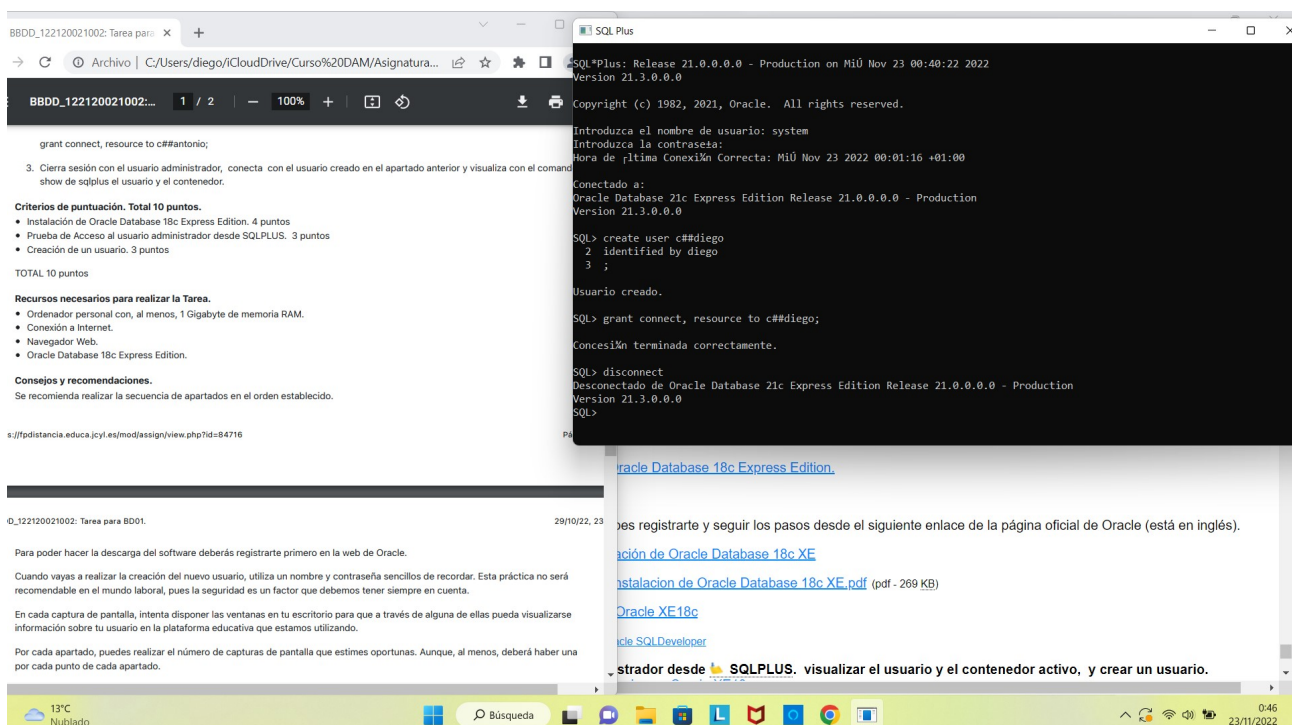 BBDD_122120021002: Tarea para
Archivo | C:/Users/diego/iCloudDrive/Curso%20DAM/Asignatura...
BBDD_122120021002:... 1 / 2 100%
grant connect, resource to c##antonio;
3. Cierra sesión con el usuario administrador, conecta con el usuario creado en el apartado anterior y visualiza con el comand
show de sqlplus el usuario y el contenedor.
Criterios de puntuación. Total 10 puntos.
• Instalación de Oracle Database 18c Express Edition. 4 puntos
• Prueba de Acceso al usuario administrador desde SQLPLUS. 3 puntos
• Creación de un usuario. 3 puntos
TOTAL 10 puntos
Recursos necesarios para realizar la Tarea.
• Ordenador personal con, al menos, 1 Gigabyte de memoria RAM.
• Conexión a Internet.
• Navegador Web.
• Oracle Database 18c Express Edition.
Consejos y recomendaciones.
Se recomienda realizar la secuencia de apartados en el orden establecido.
s://fpdistancia.educa.jcyl.es/mod/assign/view.php?id=84716 Pá
D_122120021002: Tarea para BD01. 29/10/22, 23
Para poder hacer la descarga del software deberás registrarte primero en la web de Oracle.
Cuando vayas a realizar la creación del nuevo usuario, utiliza un nombre y contraseña sencillos de recordar. Esta práctica no será
recomendable en el mundo laboral, pues la seguridad es un factor que debemos tener siempre en cuenta.
En cada captura de pantalla, intenta disponer las ventanas en tu escritorio para que a través de alguna de ellas pueda visualizarse
información sobre tu usuario en la plataforma educativa que estamos utilizando.
Por cada apartado, puedes realizar el número de capturas de pantalla que estimes oportunas. Aunque, al menos, deberá haber una
por cada punto de cada apartado.
SQL Plus
SQL*Plus: Release 21.0.0.0.0 - Production on MiÚ Nov 23 00:40:22 2022
Version 21.3.0.0.0
Copyright (c) 1982, 2021, Oracle. All rights reserved.
Introduzca el nombre de usuario: system
Introduzca la contrase±a:
Hora de ┌ltima Conexi¾n Correcta: MiÚ Nov 23 2022 00:01:16 +01:00
Conectado a:
Oracle Database 21c Express Edition Release 21.0.0.0.0 - Production
Version 21.3.0.0.0
SQL> create user c##diego
2 identified by diego
3 ;
Usuario creado.
SQL> grant connect, resource to c##diego;
Concesi¾n terminada correctamente.
SQL> disconnect
Desconectado de Oracle Database 21c Express Edition Release 21.0.0.0.0 - Production
Version 21.3.0.0.0
SQL>
racle Database 18c Express Edition.
bes registrarte y seguir los pasos desde el siguiente enlace de la página oficial de Oracle (está en inglés).
ación de Oracle Database 18c XE
nstalacion de Oracle Database 18c XE.pdf (pdf - 269 KB)
Oracle XE18c
acle SQLDeveloper
strador desde SQLPLUS. visualizar el usuario y el contenedor activo, y crear un usuario.
13°C
Nublado
Búsqueda
0:46
23/11/2022